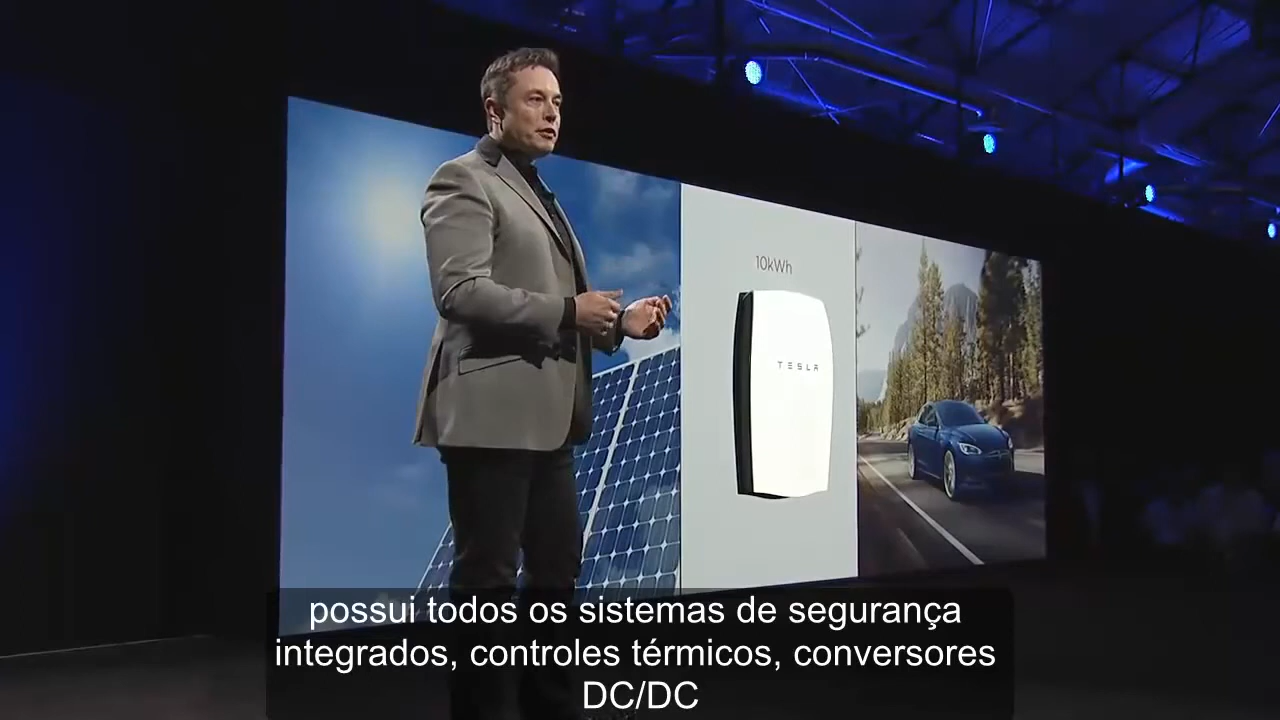 10kWh
TESLA
possui todos os sistemas de segurança
integrados, controles térmicos, conversores
DC/DC